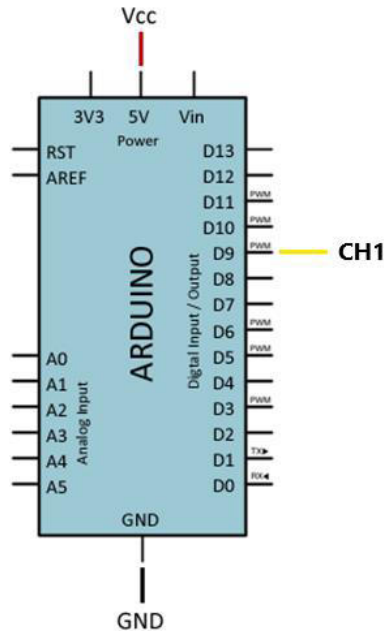 Vcc
3V3 5V Vin
Power
RST D13
AREF D12
PWM
D11
PWM
D10
PWM
D9 CH1
D8
ARDUINO
Digtal Input / Output
D7
PWM
D6
PWM
A0 D5
A1 D4
PWM
Analog Input
A2 D3
A3 D2
TX▶
A4 D1
RX◀
A5 D0
GND
GND